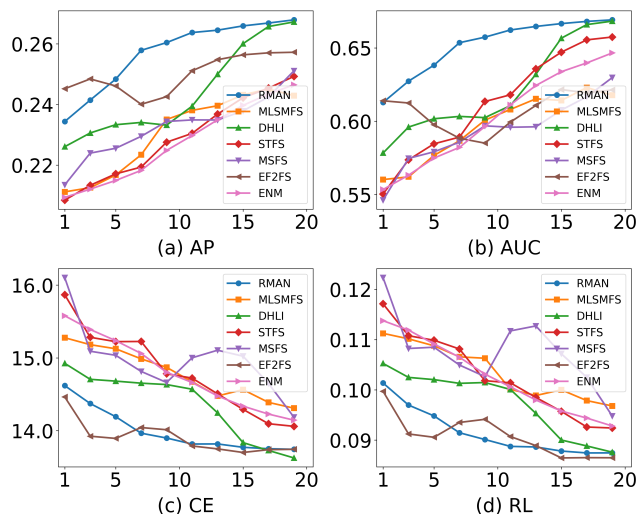 0.26
0.24
0.22
1 5 10 15 20
RMAN
MLSMFS
DHLI
STFS
MSFS
EF2FS
ENM
(a) AP
0.65
0.60
0.55
1 5 10 15 20
RMAN
MLSMFS
DHLI
STFS
MSFS
EF2FS
ENM
(b) AUC
16.0
15.0
14.0
1 5 10 15 20
RMAN
MLSMFS
DHLI
STFS
MSFS
EF2FS
ENM
(c) CE
0.12
0.11
0.10
0.09
1 5 10 15 20
RMAN
MLSMFS
DHLI
STFS
MSFS
EF2FS
ENM
(d) RL